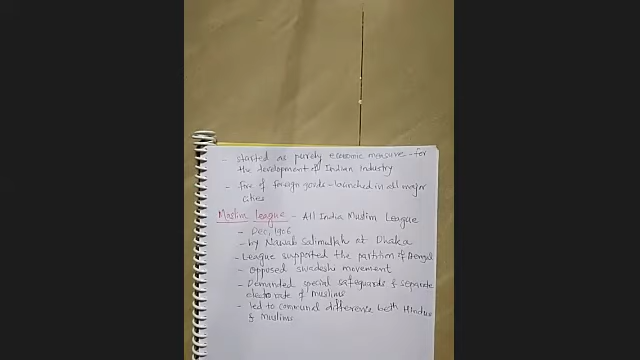 - started as purely economic measure - for
the development of Indian Industry
- Fire of foreign goods - launched in all major
cities
Muslim League - All India Muslim League
- Dec, 1906
- by Nawab Salimullah at Dhaka
- League supported the partition of Bengal
- opposed swadeshi movement
- Demanded special safeguards & separate
electorate of muslims
- led to communal difference beth Hindus
& Muslims